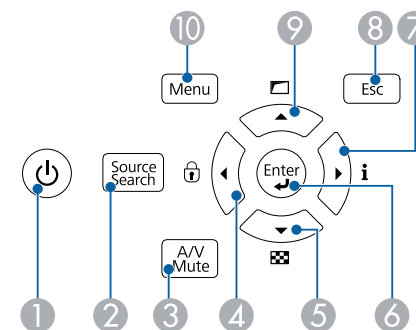 10 9 8 7
Menu
Esc
Source
Search
Enter
i
A/V
Mute
1 2 3 4 5 6